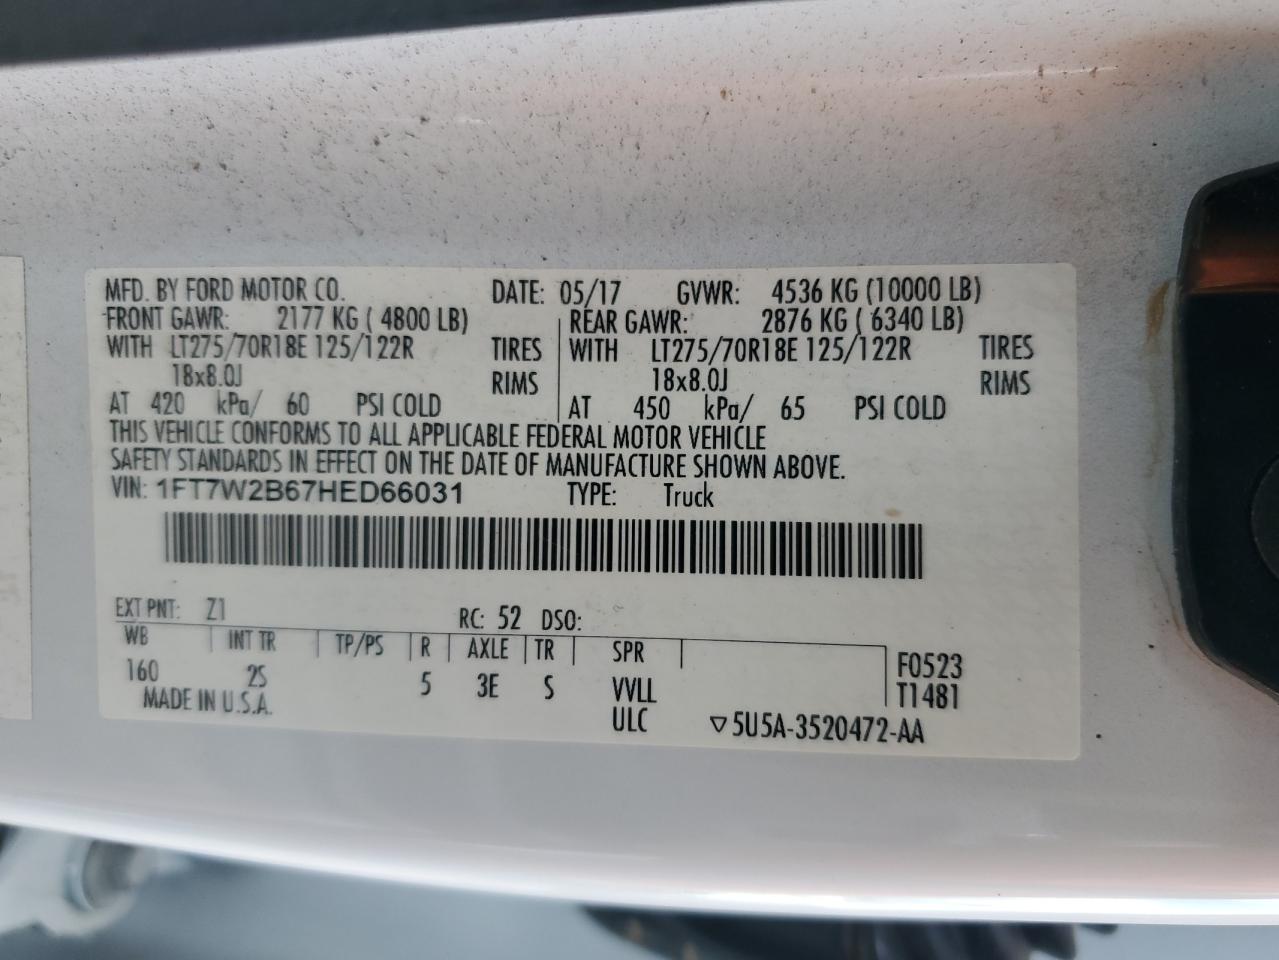 MFD. BY FORD MOTOR CO. DATE: 05/17 GVWR: 4536 KG (10000 LB)
FRONT GAWR: 2177 KG ( 4800 LB) REAR GAWR: 2876 KG ( 6340 LB)
WITH LT275/70R18E 125/122R TIRES WITH LT275/70R18E 125/122R TIRES
18x8.0J RIMS 18x8.0J RIMS
AT 420 kPa/ 60 PSI COLD AT 450 kPa/ 65 PSI COLD
THIS VEHICLE CONFORMS TO ALL APPLICABLE FEDERAL MOTOR VEHICLE
SAFETY STANDARDS IN EFFECT ON THE DATE OF MANUFACTURE SHOWN ABOVE.
VIN: 1FT7W2B67HED66031 TYPE: Truck
EXT PNT: Z1 RC: 52 DSO:
WB INT TR TP/PS R AXLE TR SPR
160 2S 5 3E S VVLL F0523
MADE IN U.S.A. ULC T1481
▽5U5A-3520472-AA